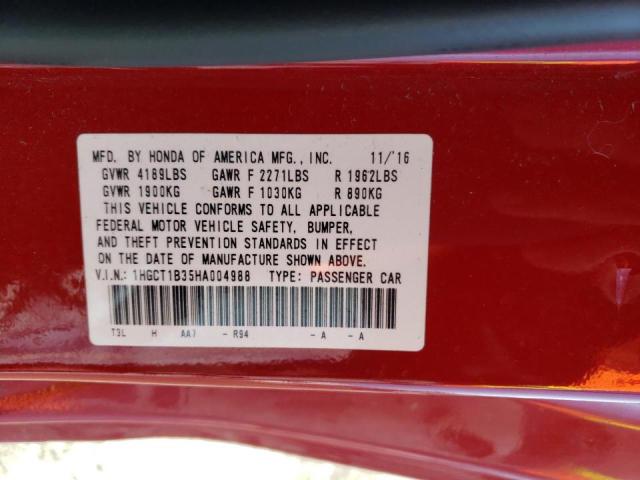 MFD. BY HONDA OF AMERICA MFG., INC. 11/'16
GVWR 4189LBS GAWR F 2271LBS R 1962LBS
GVWR 1900KG GAWR F 1030KG R 890KG
THIS VEHICLE CONFORMS TO ALL APPLICABLE
FEDERAL MOTOR VEHICLE SAFETY, BUMPER,
AND THEFT PREVENTION STANDARDS IN EFFECT
ON THE DATE OF MANUFACTURE SHOWN ABOVE.
V.I.N.: 1HGCT1B35HA004988 TYPE: PASSENGER CAR
T3L H AA7 - R94 - A - A